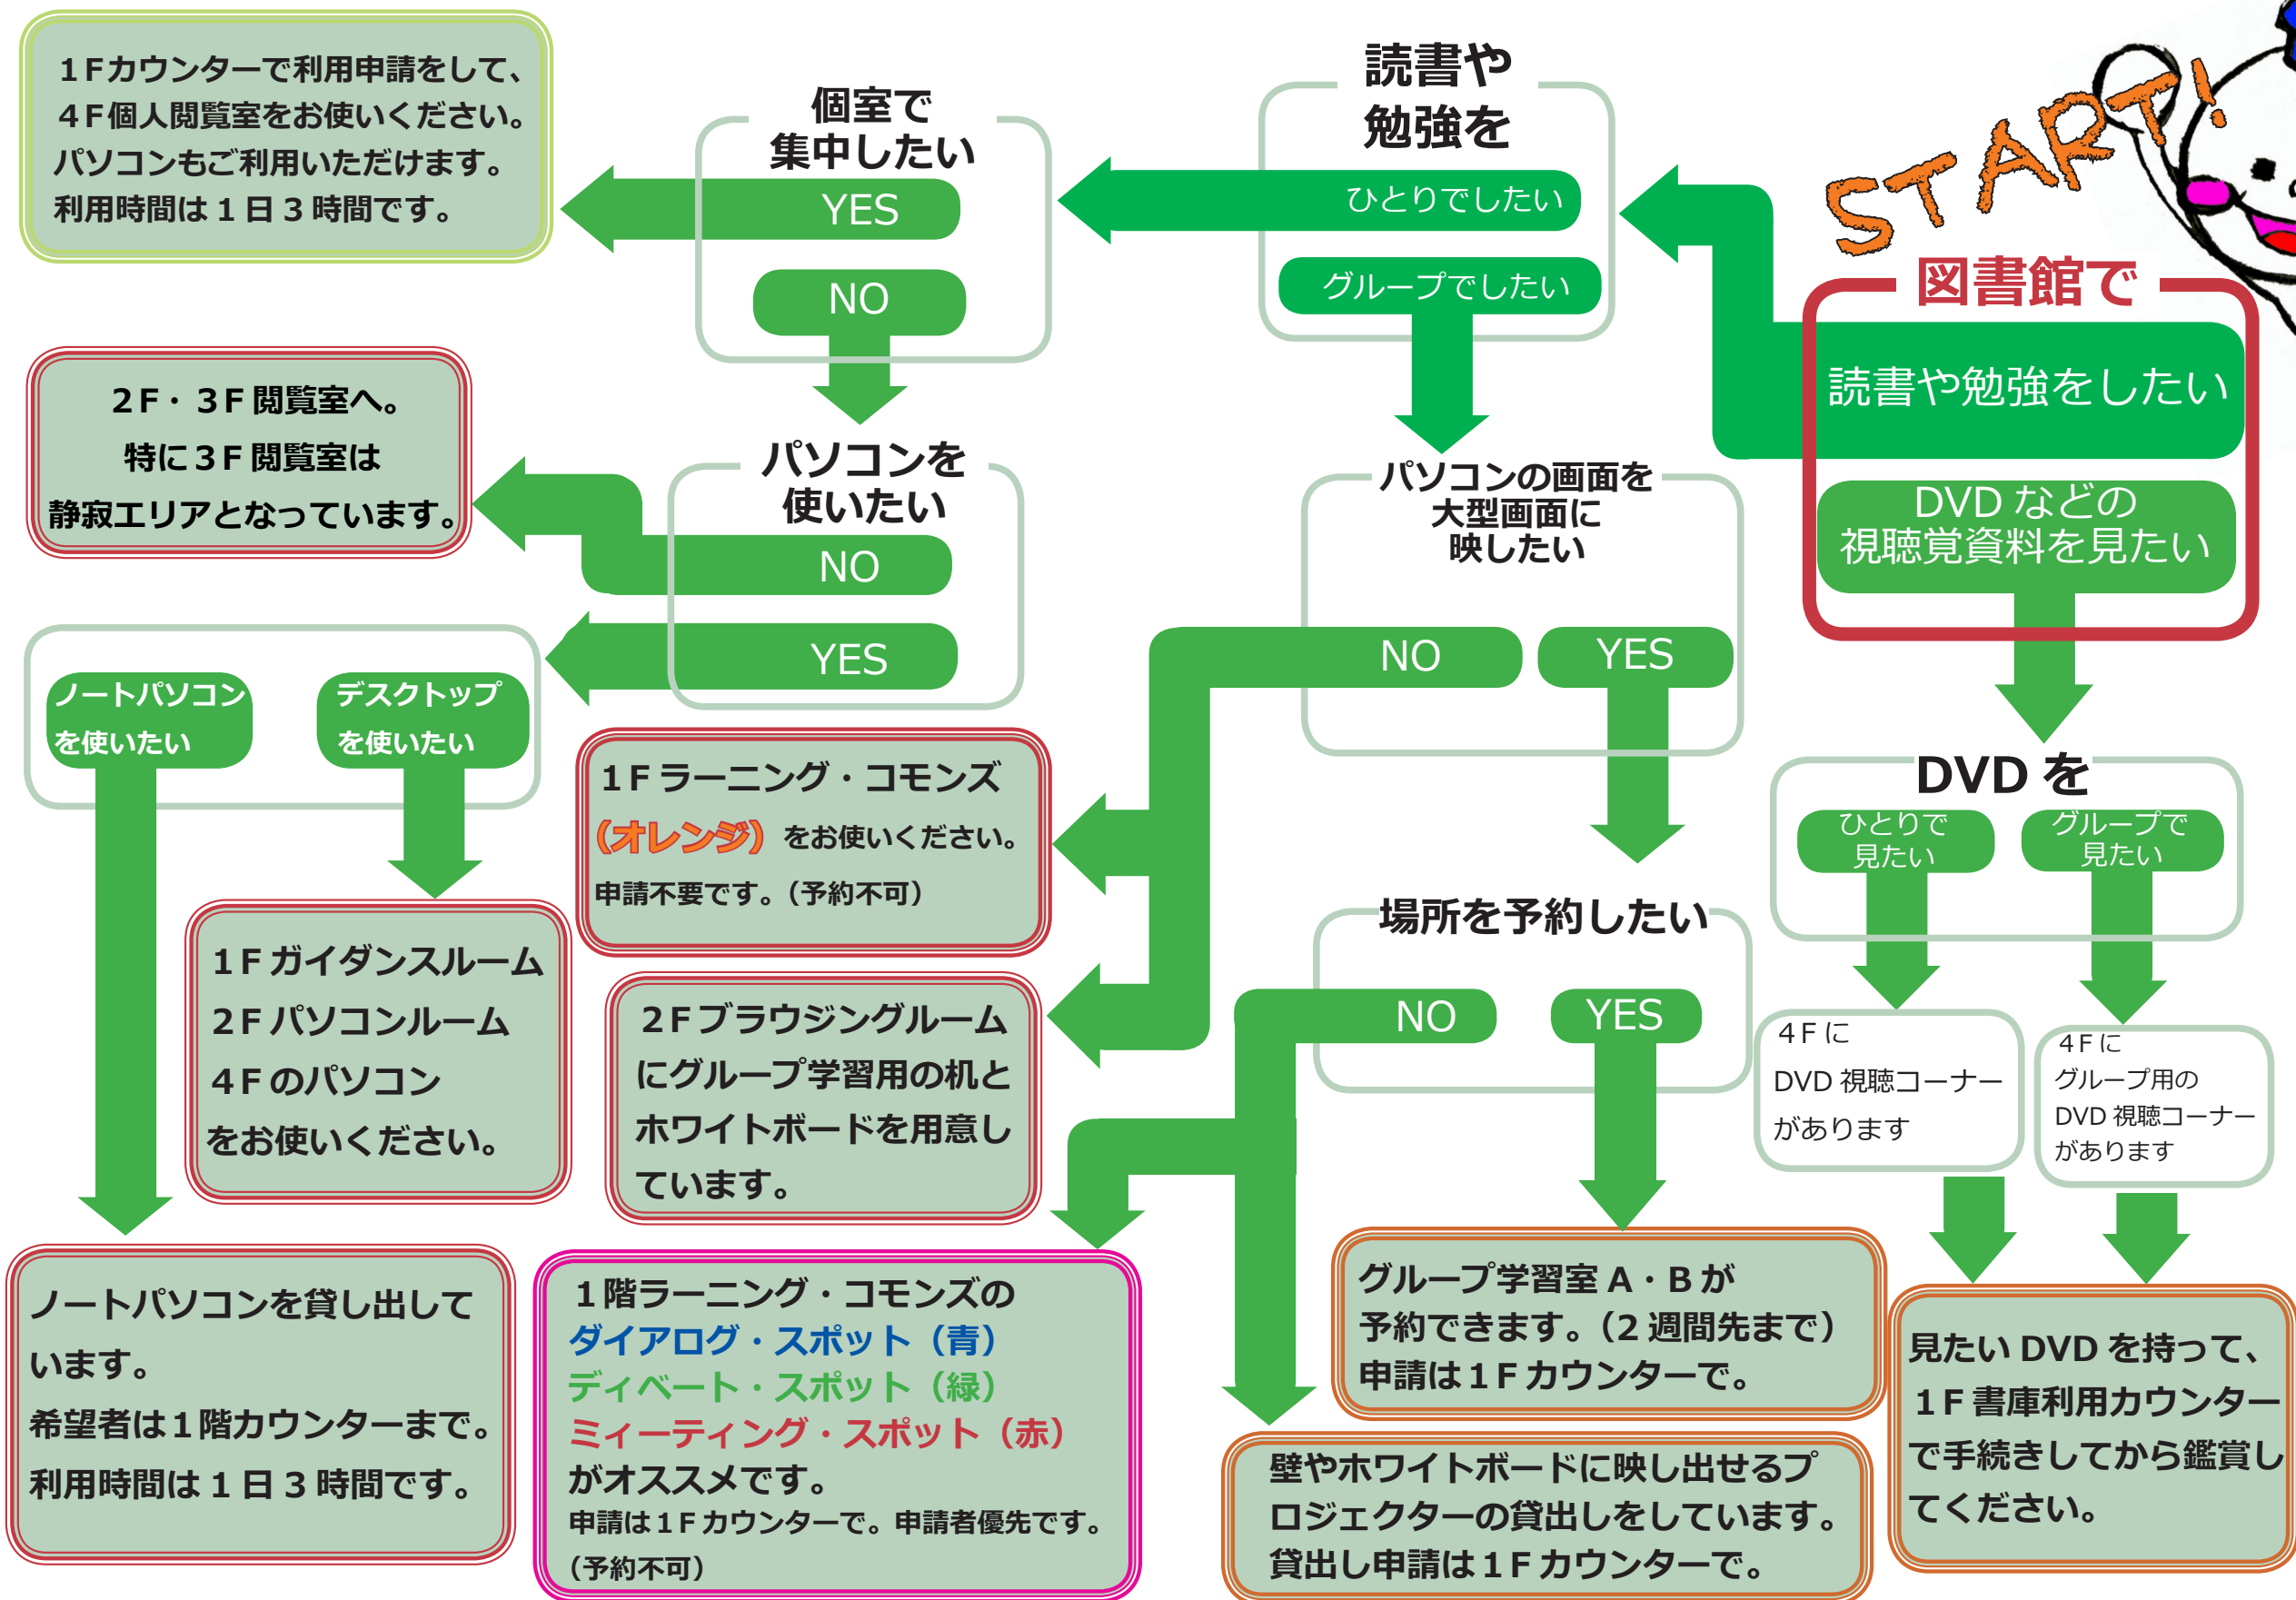 START!
図書館で
読書や勉強をしたい
DVD などの
視聴覚資料を見たい
読書や
勉強を
ひとりでしたい
グループでしたい
個室で
集中したい
YES
NO
1Fカウンターで利用申請をして、
4F個人閲覧室をお使いください。
パソコンもご利用いただけます。
利用時間は1日3時間です。
パソコンを
使いたい
NO
YES
2F・3F閲覧室へ。
特に3F閲覧室は
静寂エリアとなっています。
ノートパソコン
を使いたい
デスクトップ
を使いたい
1Fガイダンスルーム
2Fパソコンルーム
4Fのパソコン
をお使いください。
ノートパソコンを貸し出して
います。
希望者は1階カウンターまで。
利用時間は1日3時間です。
パソコンの画面を
大型画面に
映したい
NO
YES
1Fラーニング・コモンズ
(オレンジ) をお使いください。
申請不要です。(予約不可)
2Fブラウジングルーム
にグループ学習用の机と
ホワイトボードを用意し
ています。
場所を予約したい
NO
YES
1階ラーニング・コモンズの
ダイアログ・スポット(青)
ディベート・スポット(緑)
ミィーティング・スポット(赤)
がオススメです。
申請は1Fカウンターで。申請者優先です。
(予約不可)
グループ学習室 A・B が
予約できます。(2週間先まで)
申請は1Fカウンターで。
壁やホワイトボードに映し出せるプ
ロジェクターの貸出しをしています。
貸出し申請は1Fカウンターで。
DVD を
ひとりで
見たい
グループで
見たい
4Fに
DVD 視聴コーナー
があります
4Fに
グループ用の
DVD 視聴コーナー
があります
見たい DVD を持って、
1F書庫利用カウンター
で手続きしてから鑑賞し
てください。